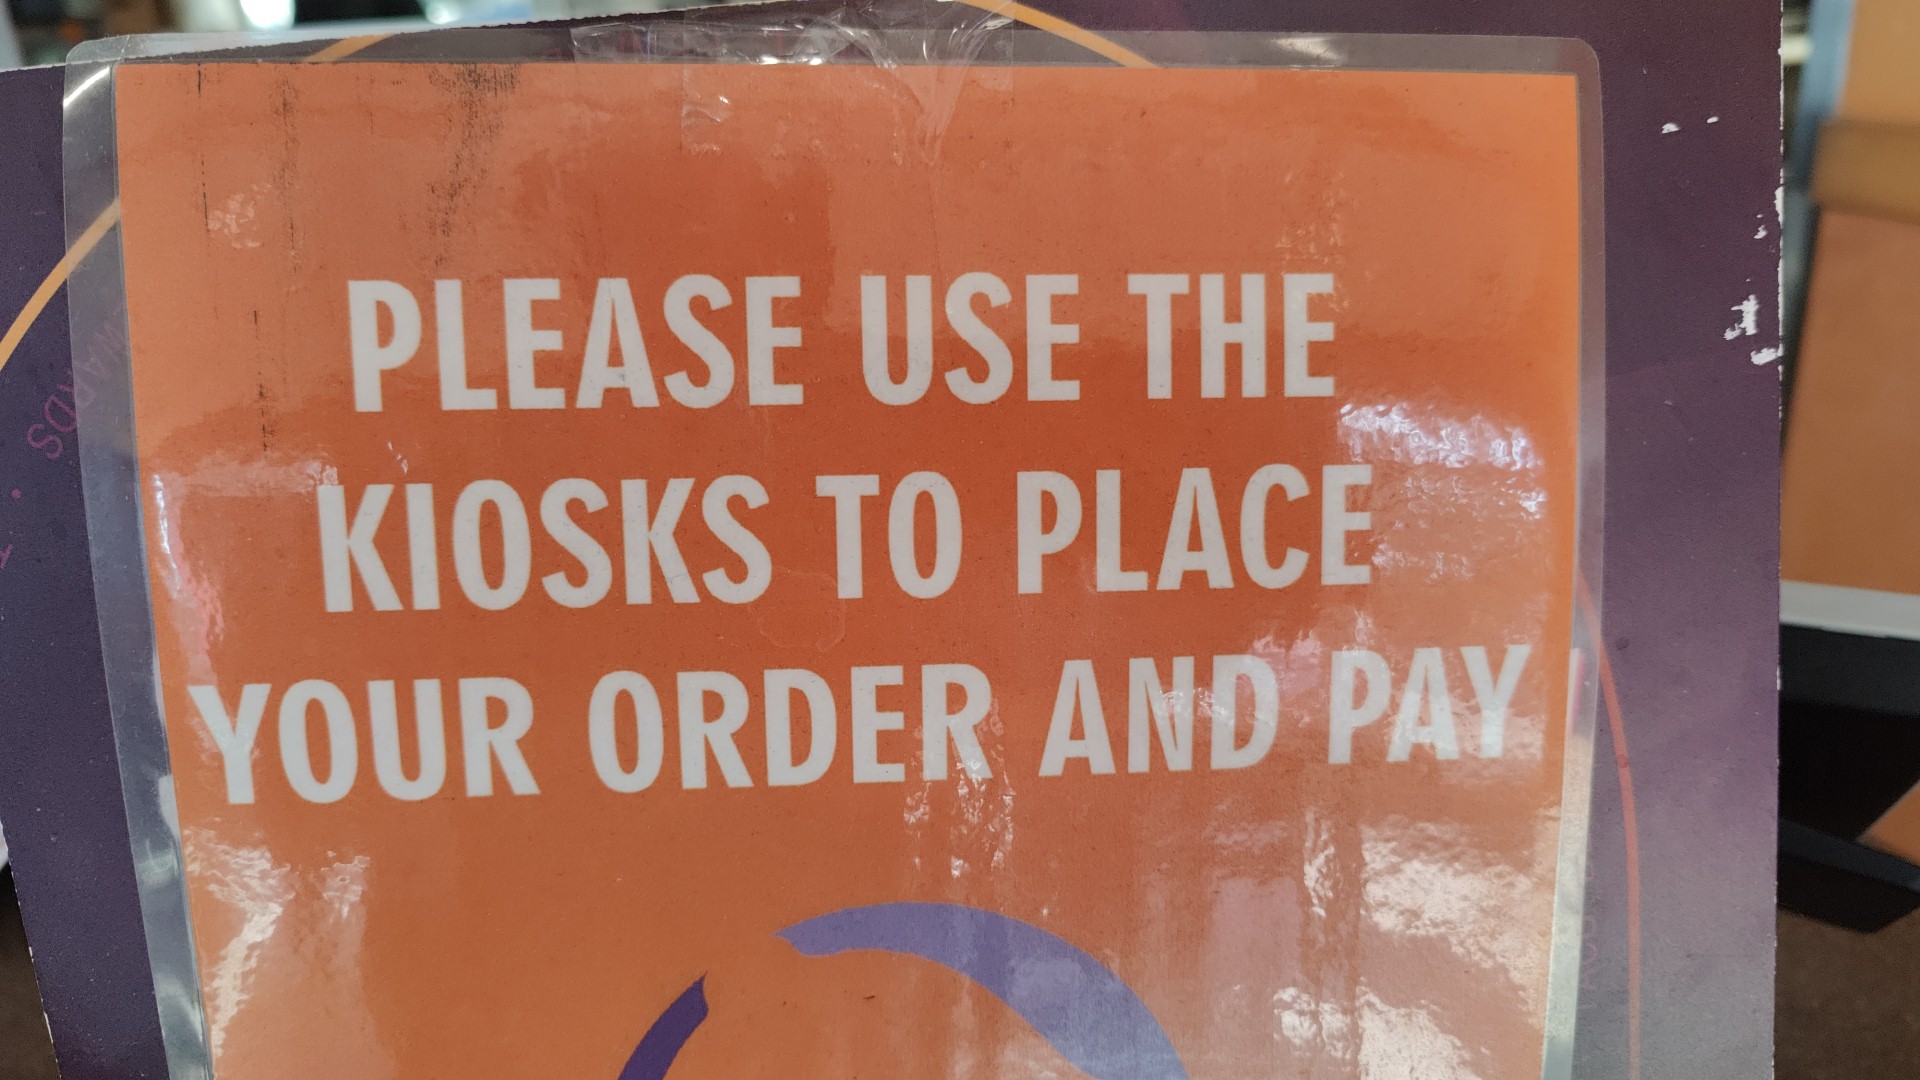 PLEASE USE THE
KIOSKS TO PLACE
YOUR ORDER AND PAY